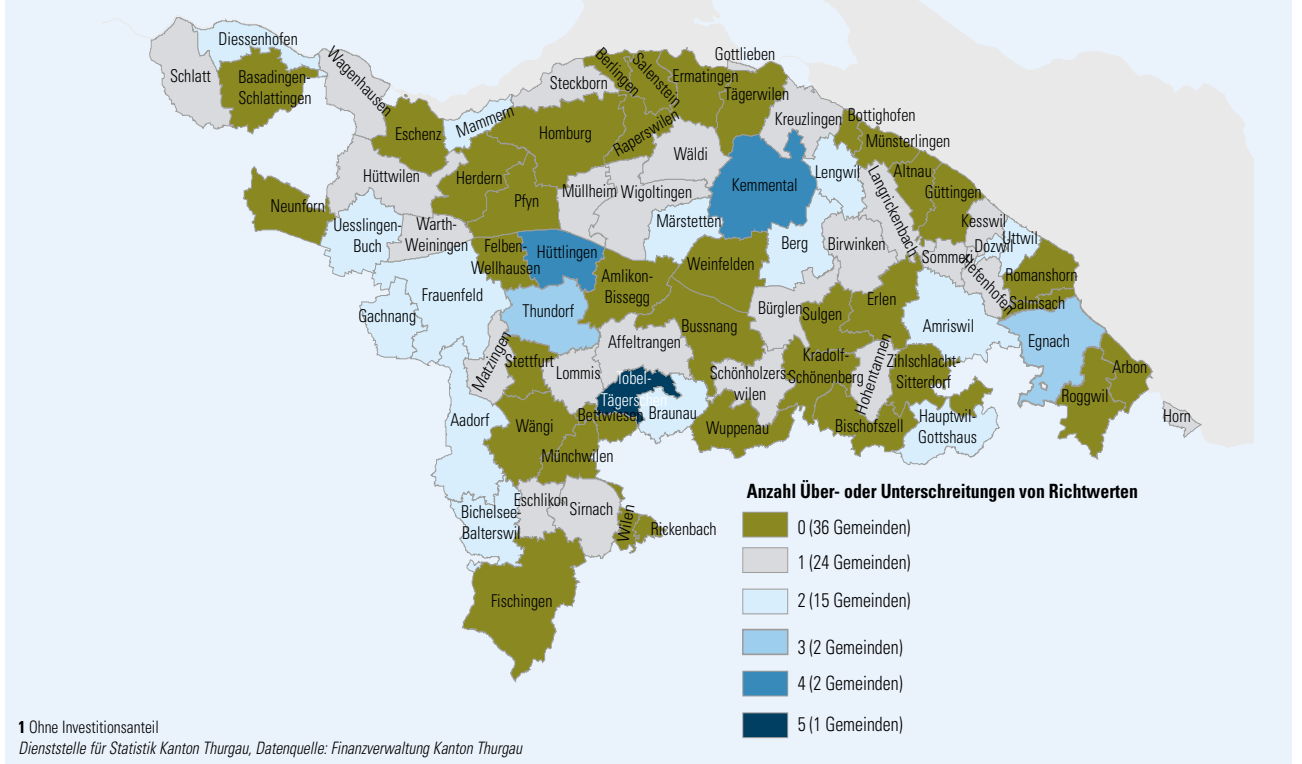 Diessenhofen
Schlatt
Basadingen-
Schlattingen
Wagenhausen
Eschenz
Mammern
Steckborn
Berlingen
Salenstein
Ermatingen
Gottlieben
Tägerwilen
Kreuzlingen
Bottighofen
Münsterlingen
Homburg
Raperswilen
Wäldi
Kemmental
Lengwil
Langrickenbach
Altnau
Güttingen
Kesswil
Hüttwilen
Herdern
Pfyn
Müllheim
Wigoltingen
Märstetten
Neunforn
Uesslingen-
Buch
Warth-
Weiningen
Felben-
Wellhausen
Hüttlingen
Amlikon-
Bissegg
Weinfelden
Berg
Birwinken
Sommeri
Dozwil
Uttwil
Hefenhofen
Romanshorn
Salmsach
Frauenfeld
Gachnang
Thundorf
Bussnang
Bürglen
Sulgen
Erlen
Amriswil
Egnach
Matzingen
Stettfurt
Lommis
Affeltrangen
Schönholzers-
wilen
Kradolf-
Schönenberg
Hohentannen
Zihlschlacht-
Sitterdorf
Arbon
Roggwil
Horn
Tobel-
Tägerschen
Braunau
Bettwiesen
Aadorf
Wängi
Wuppenau
Bischofszell
Hauptwil-
Gottshaus
Münchwilen
Bichelsee-
Balterswil
Eschlikon
Sirnach
Wilen
Rickenbach
Fischingen
Anzahl Über- oder Unterschreitungen von Richtwerten
0 (36 Gemeinden)
1 (24 Gemeinden)
2 (15 Gemeinden)
3 (2 Gemeinden)
4 (2 Gemeinden)
5 (1 Gemeinden)
1 Ohne Investitionsanteil
Dienststelle für Statistik Kanton Thurgau, Datenquelle: Finanzverwaltung Kanton Thurgau